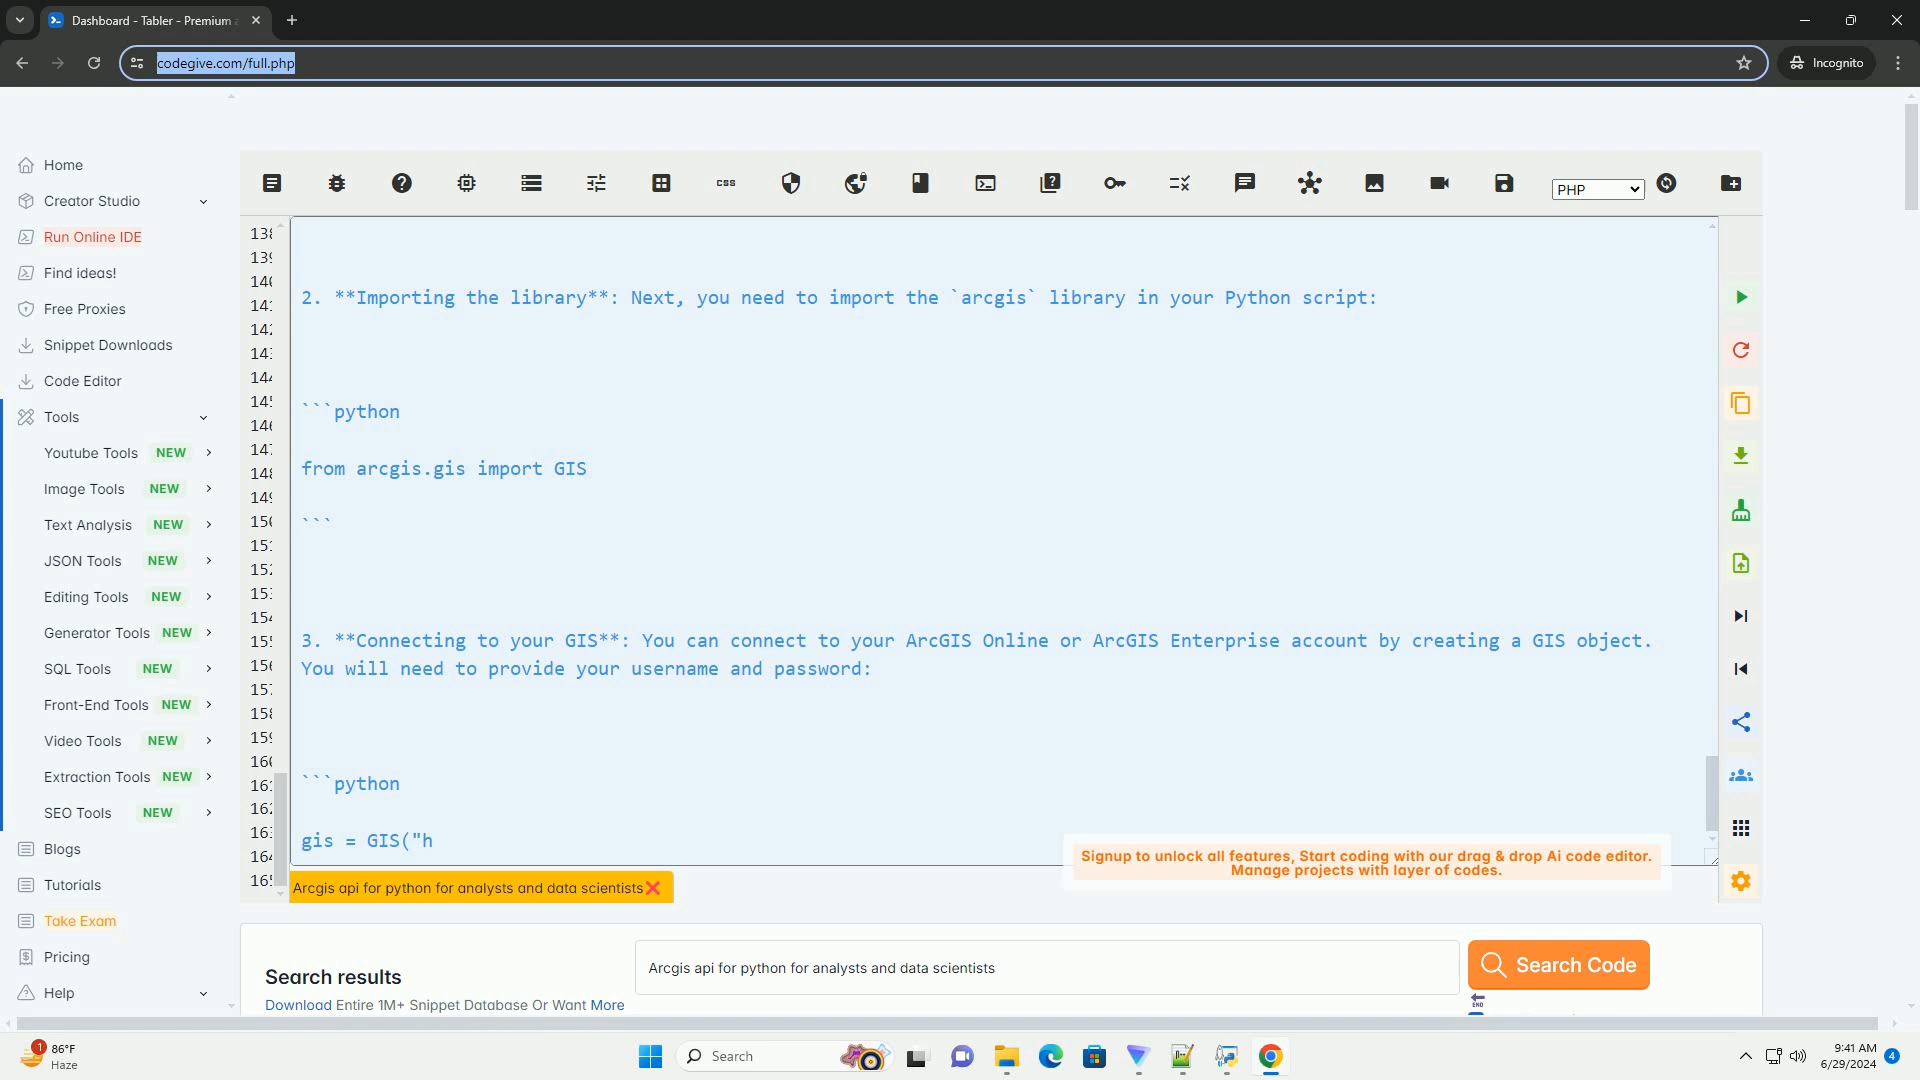 Dashboard - Tabler - Premium
codegive.com/full.php
Incognito
Home
Creator Studio
Run Online IDE
Find ideas!
Free Proxies
Snippet Downloads
Code Editor
Tools
Youtube Tools NEW
Image Tools NEW
Text Analysis NEW
JSON Tools NEW
Editing Tools NEW
Generator Tools NEW
SQL Tools NEW
Front-End Tools NEW
Video Tools NEW
Extraction Tools NEW
SEO Tools NEW
Blogs
Tutorials
Take Exam
Pricing
Help
css
PHP
2. **Importing the library**: Next, you need to import the `arcgis` library in your Python script:
```python
from arcgis.gis import GIS
```
3. **Connecting to your GIS**: You can connect to your ArcGIS Online or ArcGIS Enterprise account by creating a GIS object.
You will need to provide your username and password:
```python
gis = GIS("h
Signup to unlock all features, Start coding with our drag & drop Ai code editor.
Manage projects with layer of codes.
Arcgis api for python for analysts and data scientists
Search results
Download Entire 1M+ Snippet Database Or Want More
Arcgis api for python for analysts and data scientists
Search Code
END
1
86°F
Haze
Search
9:41 AM
6/29/2024
4